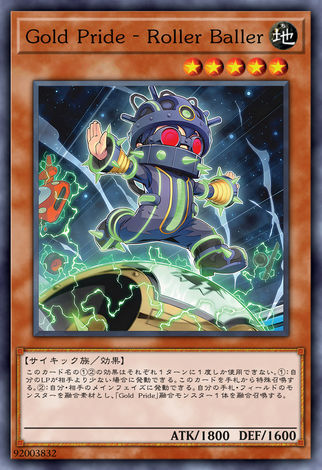 Gold Pride - Roller Baller
地
【サイキック族/効果】
このカード名の①②の効果はそれぞれ１ターンに１度しか使用できない。①：自
分のLPが相手より少ない場合に発動できる。このカードを手札から特殊召喚す
る。②：自分・相手のメインフェイズに発動できる。自分の手札・フィールドのモ
ンスターを融合素材とし、「Gold Pride」融合モンスター１体を融合召喚する。
ATK/1800 DEF/1600
92003832